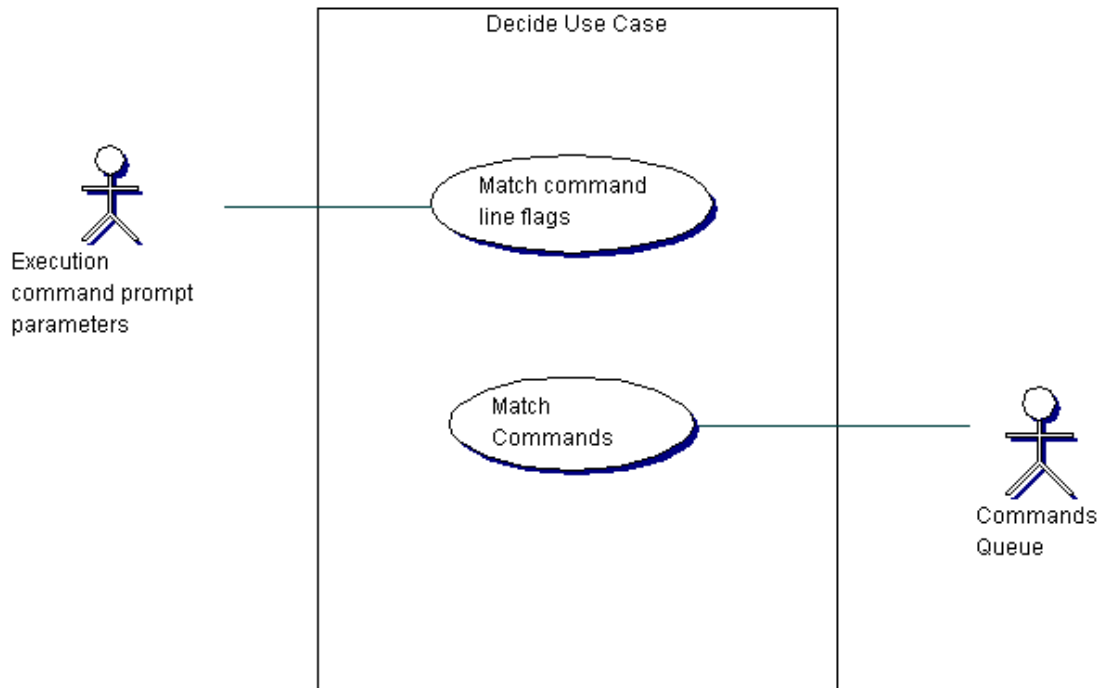 Decide Use Case
Match command
line flags
Execution
command prompt
parameters
Match
Commands
Commands
Queue